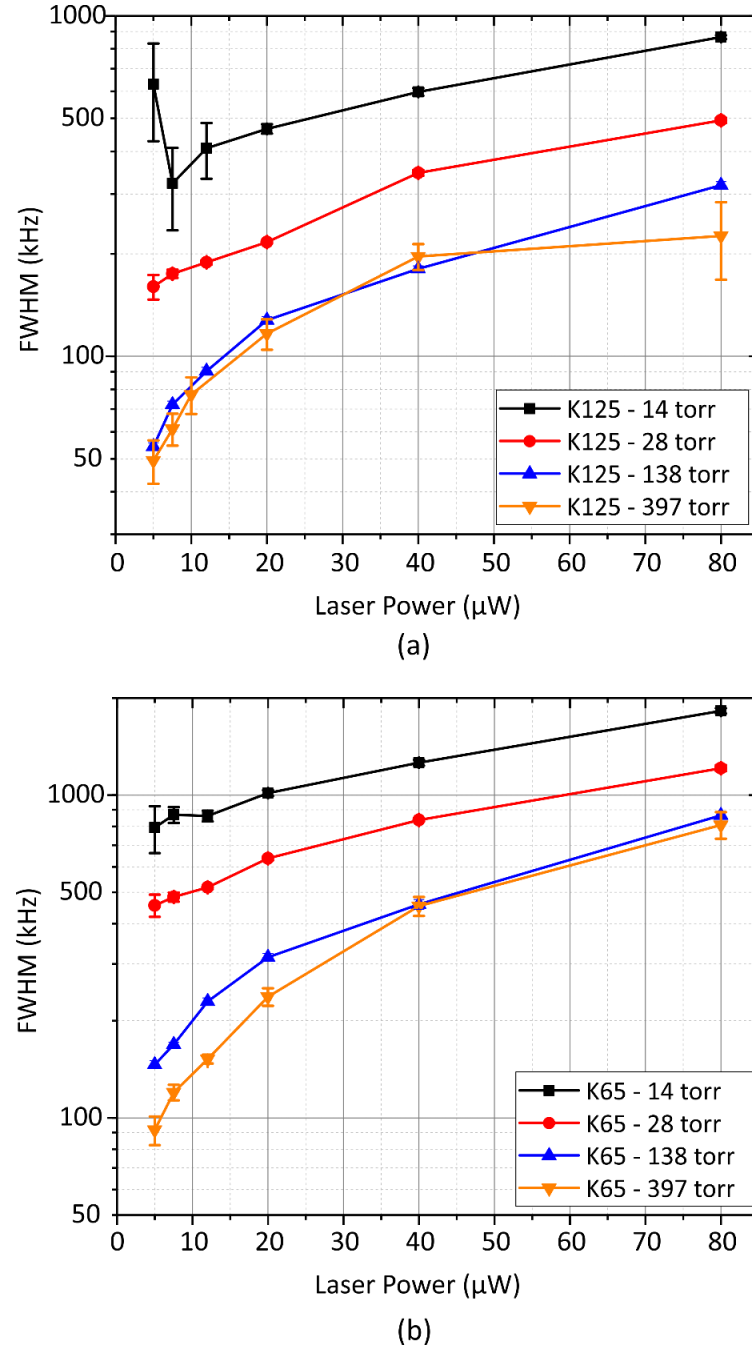 1000
500
100
50
FWHM (kHz)
K125 - 14 torr
K125 - 28 torr
K125 - 138 torr
K125 - 397 torr
0 10 20 30 40 50 60 70 80
Laser Power (µW)
(a)
1000
500
100
50
FWHM (kHz)
K65 - 14 torr
K65 - 28 torr
K65 - 138 torr
K65 - 397 torr
0 10 20 30 40 50 60 70 80
Laser Power (µW)
(b)